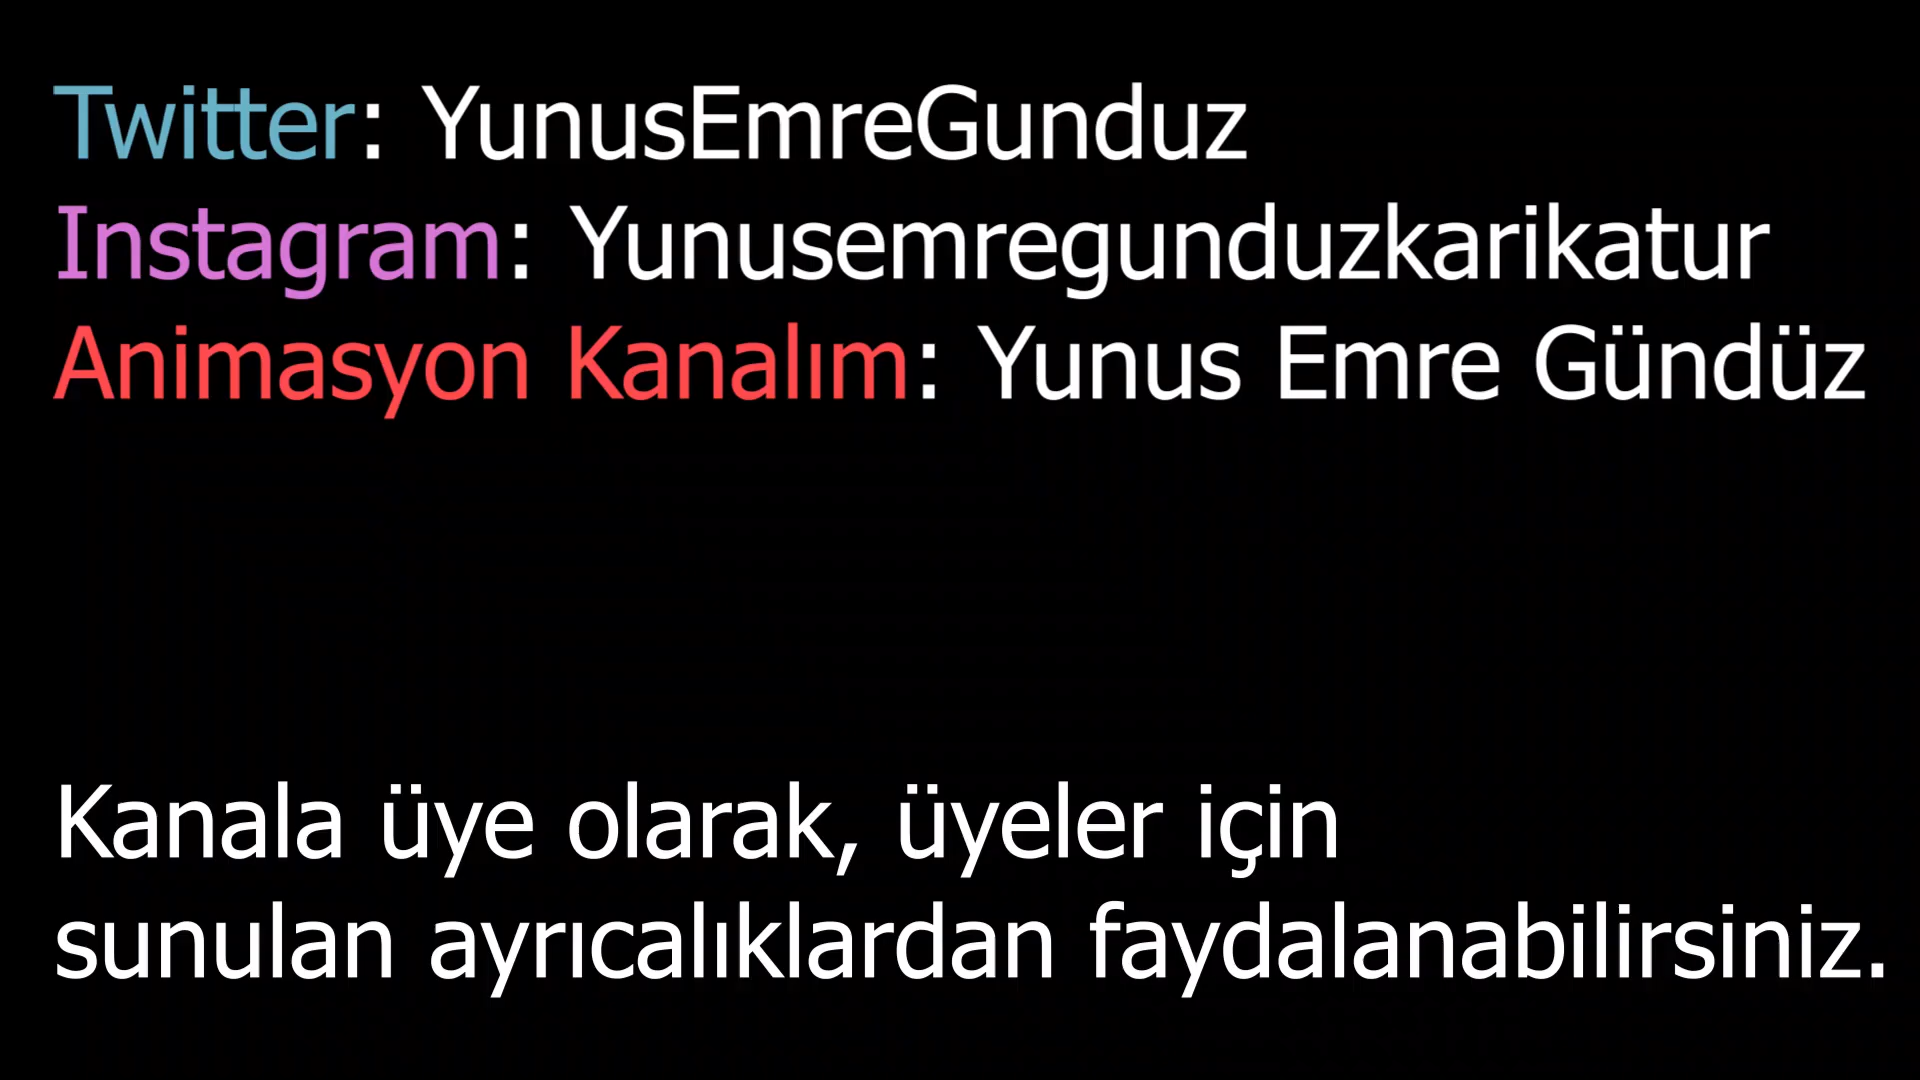 Twitter: YunusEmreGunduz
Instagram: Yunusemregunduzkarikatur
Animasyon Kanalım: Yunus Emre Gündüz
Kanala üye olarak, üyeler için
sunulan ayrıcalıklardan faydalanabilirsiniz.